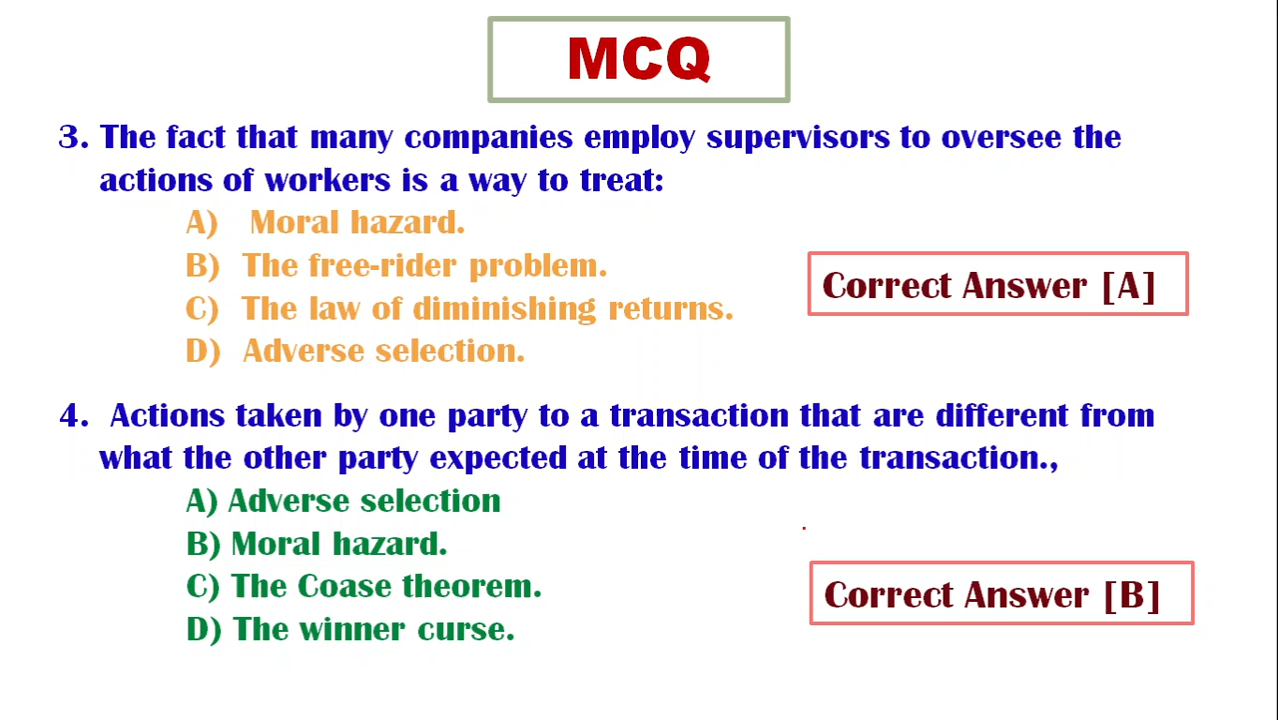 MCQ
3. The fact that many companies employ supervisors to oversee the
actions of workers is a way to treat:
A) Moral hazard.
B) The free-rider problem.
C) The law of diminishing returns.
D) Adverse selection.
Correct Answer [A]
4. Actions taken by one party to a transaction that are different from
what the other party expected at the time of the transaction.,
A) Adverse selection
B) Moral hazard.
C) The Coase theorem.
D) The winner curse.
Correct Answer [B]